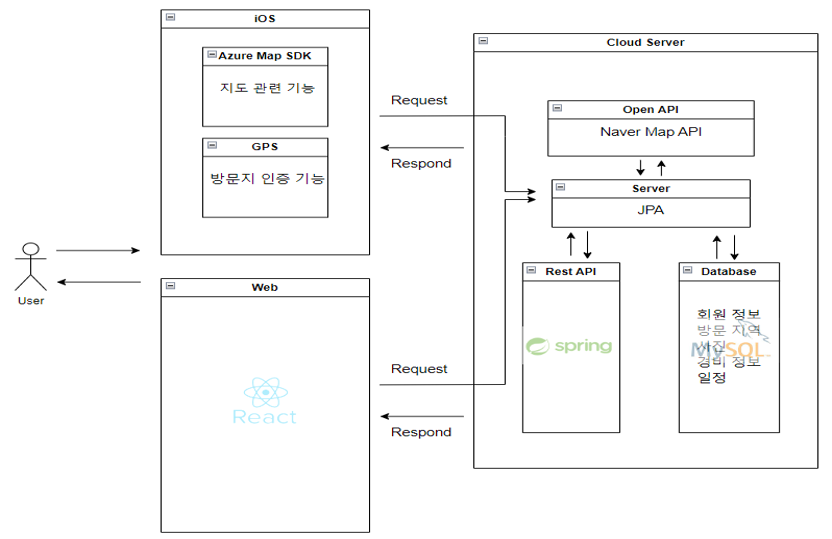 iOS
Azure Map SDK
지도 관련 기능
GPS
방문지 인증 기능
User
Web
React
Request
Respond
Request
Respond
Cloud Server
Open API
Naver Map API
Server
JPA
Rest API
spring
Database
회원 정보
방문 지역
사진
경비 정보
일정
MySQL